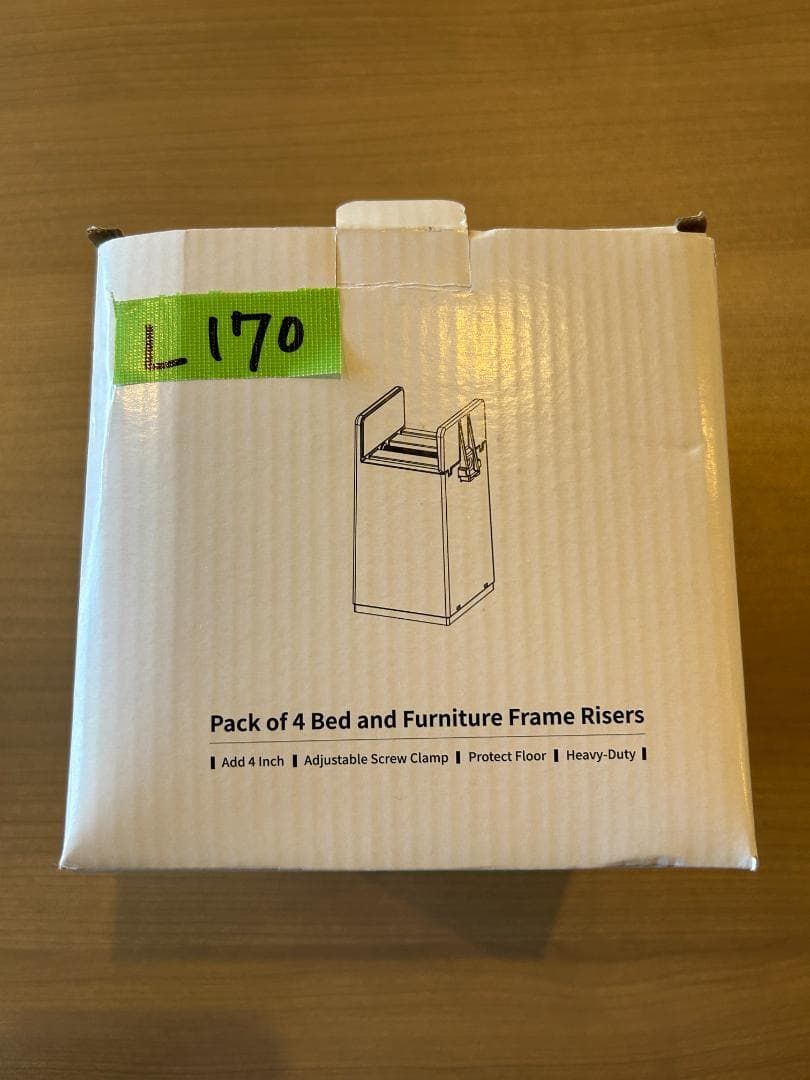 L 170
Pack of 4 Bed and Furniture Frame Risers
| Add 4 Inch | Adjustable Screw Clamp | Protect Floor | Heavy-Duty |